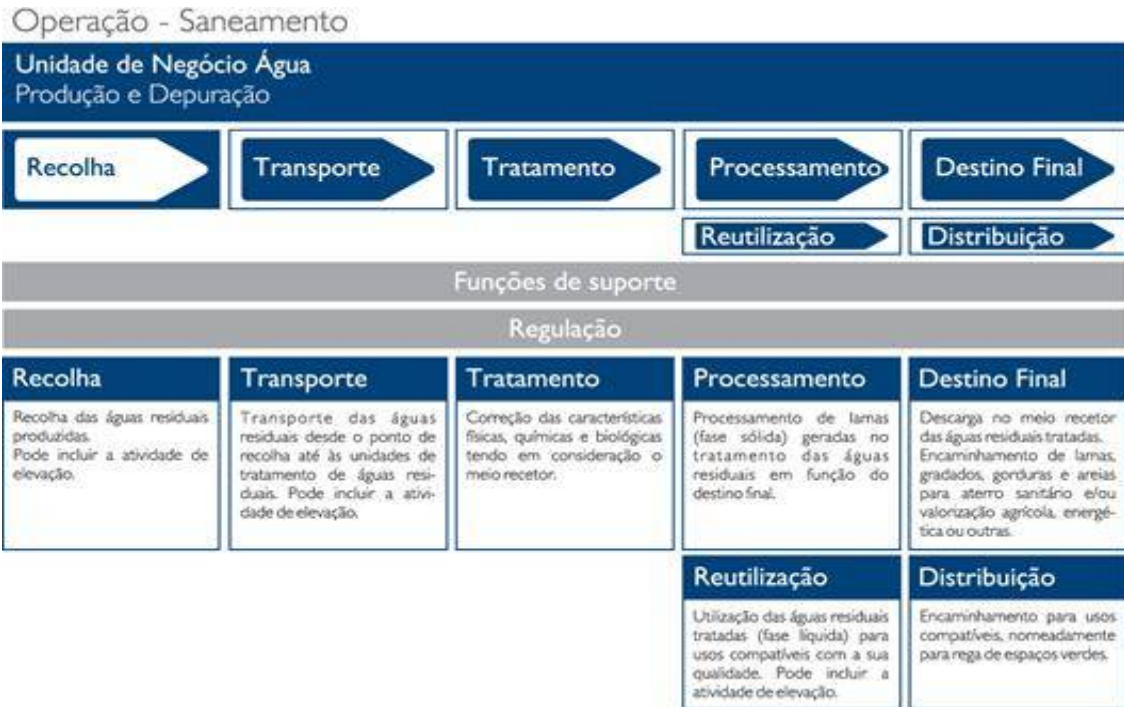 Operação - Saneamento
Unidade de Negócio Água
Produção e Depuração
Recolha
Transporte
Tratamento
Processamento
Destino Final
Reutilização
Distribuição
Funções de suporte
Regulação
Recolha
Recolha das águas residuais
produzidas.
Pode incluir a atividade de
elevação.
Transporte
Transporte das águas
residuais desde o ponto de
recolha até às unidades de
tratamento de águas resi-
duais. Pode incluir a ativi-
dade de elevação.
Tratamento
Correção das características
físicas, químicas e biológicas
tendo em consideração o
meio recetor.
Processamento
Processamento de lamas
(fase sólida) geradas no
tratamento das águas
residuais em função do
destino final.
Destino Final
Descarga no meio recetor
das águas residuais tratadas.
Encaminhamento de lamas,
gradados, gorduras e areias
para aterro sanitário e/ou
valorização agrícola, energé-
tica ou outras.
Reutilização
Utilização das águas residuais
tratadas (fase líquida) para
usos compatíveis com a sua
qualidade. Pode incluir a
atividade de elevação.
Distribuição
Encaminhamento para usos
compatíveis, nomeadamente
para rega de espaços verdes.